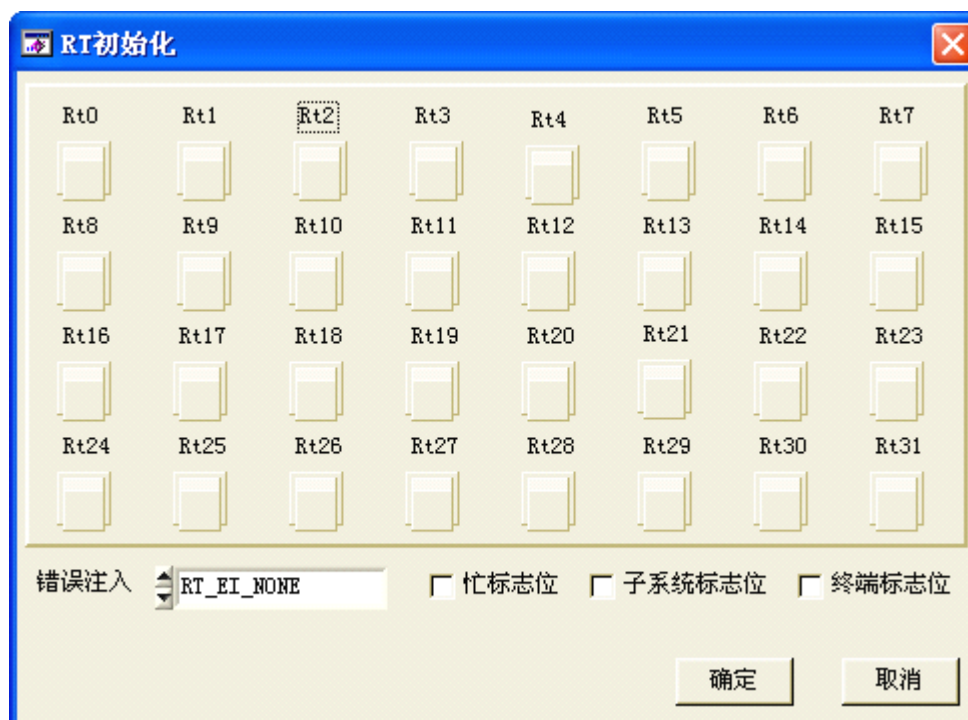 RT初始化
Rt0 Rt1 Rt2 Rt3 Rt4 Rt5 Rt6 Rt7
Rt8 Rt9 Rt10 Rt11 Rt12 Rt13 Rt14 Rt15
Rt16 Rt17 Rt18 Rt19 Rt20 Rt21 Rt22 Rt23
Rt24 Rt25 Rt26 Rt27 Rt28 Rt29 Rt30 Rt31
错误注入 RT_EI_NONE 忙标志位 子系统标志位 终端标志位
确定 取消